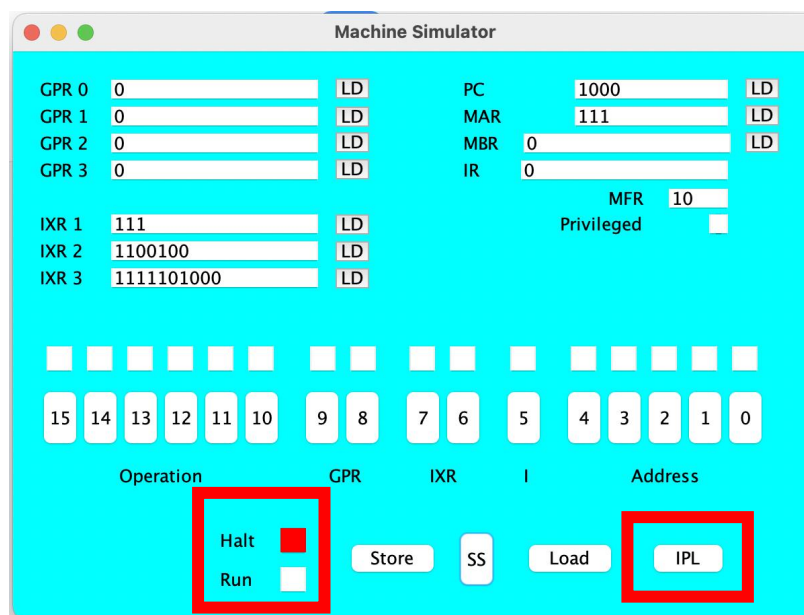 Machine Simulator
GPR 0 0 LD PC 1000 LD
GPR 1 0 LD MAR 111 LD
GPR 2 0 LD MBR 0 LD
GPR 3 0 LD IR 0
MFR 10
IXR 1 111 LD Privileged
IXR 2 1100100 LD
IXR 3 1111101000 LD
15 14 13 12 11 10 9 8 7 6 5 4 3 2 1 0
Operation GPR IXR I Address
Halt
Store SS Load IPL
Run